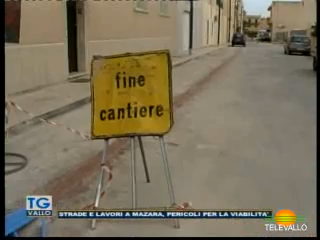 fine
cantiere
TG
VALLO
STRADE E LAVORI A MAZARA, PERICOLI PER LA VIABILITA'
TELEVALLO